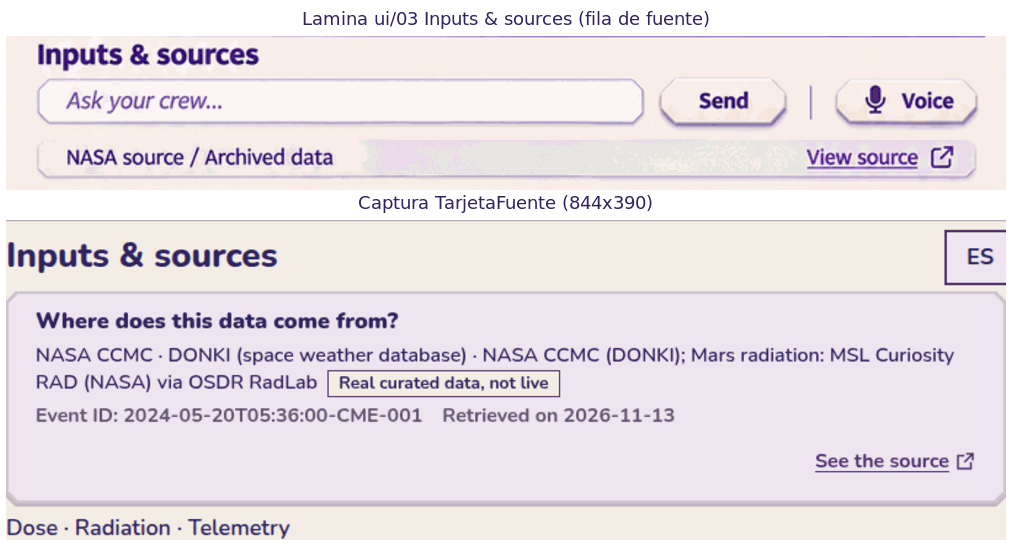 Lamina ui/03 Inputs & sources (fila de fuente)
Inputs & sources
Ask your crew...
Send
Voice
NASA source / Archived data
View source
Captura TarjetaFuente (844x390)
Inputs & sources
ES
Where does this data come from?
NASA CCMC · DONKI (space weather database) · NASA CCMC (DONKI); Mars radiation: MSL Curiosity
RAD (NASA) via OSDR RadLab Real curated data, not live
Event ID: 2024-05-20T05:36:00-CME-001 Retrieved on 2026-11-13
See the source
Dose · Radiation · Telemetry